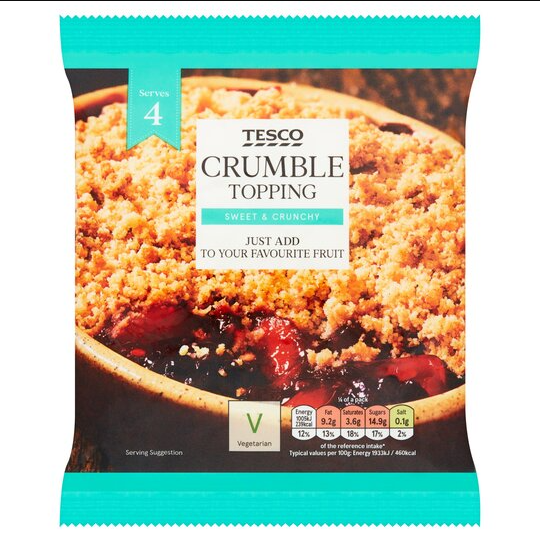 Serves
4
TESCO
CRUMBLE
TOPPING
SWEET & CRUNCHY
JUST ADD
TO YOUR FAVOURITE FRUIT
V
Vegetarian
Serving Suggestion
¼ of a pack
Energy Fat Saturates Sugars Salt
1005kJ
239kcal 9.2g 3.6g 14.9g 0.1g
12% 13% 18% 17% 2%
of the reference intake*
Typical values per 100g: Energy 1933kJ / 460kcal